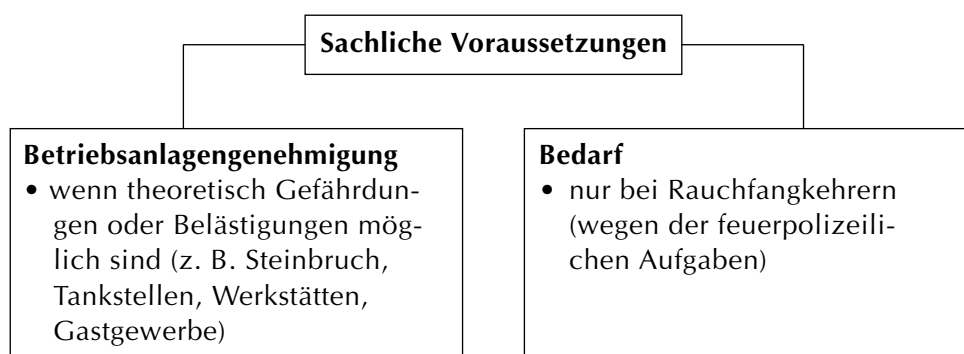 Sachliche Voraussetzungen
Betriebsanlagengenehmigung
• wenn theoretisch Gefährdun-
gen oder Belästigungen mög-
lich sind (z. B. Steinbruch,
Tankstellen, Werkstätten,
Gastgewerbe)
Bedarf
• nur bei Rauchfangkehrern
(wegen der feuerpolizeili-
chen Aufgaben)